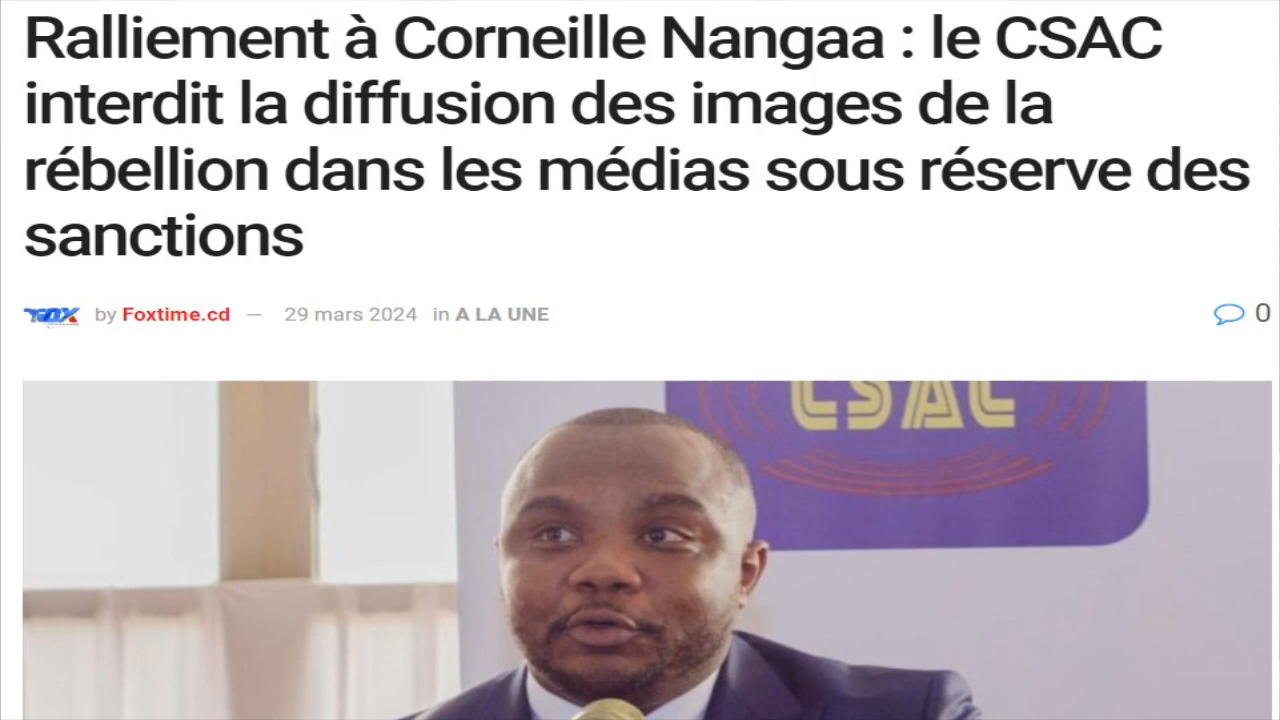 Ralliement à Corneille Nangaa : le CSAC
interdit la diffusion des images de la
rébellion dans les médias sous réserve des
sanctions
FOX by Foxtime.cd — 29 mars 2024 in A LA UNE 0
CSAC